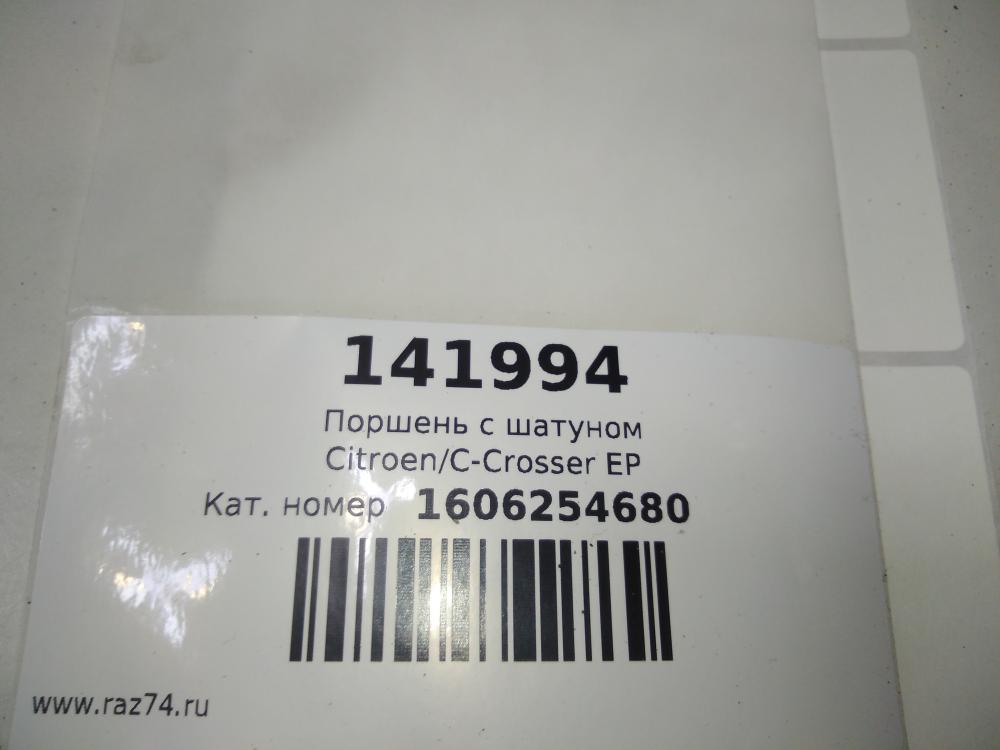 141994
Поршень с шатуном
Citroen/C-Crosser EP
Кат. номер 1606254680
www.raz74.ru